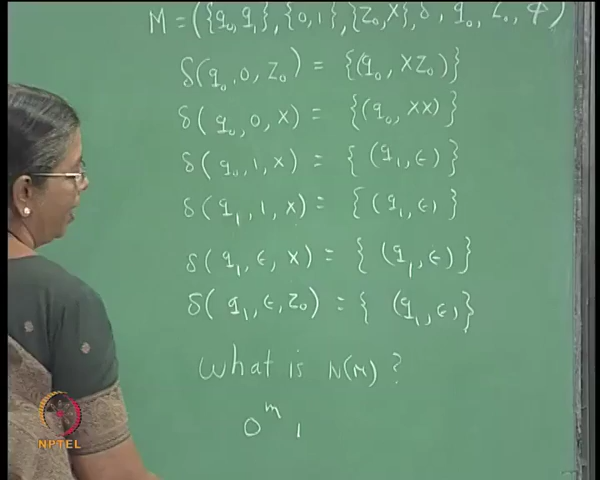 M = ({q₀, q₁}, {0, 1}, {Z₀, X}, δ, q₀, Z₀, φ)
δ(q₀, 0, Z₀) = {(q₀, XZ₀)}
δ(q₀, 0, X) = {(q₀, XX)}
δ(q₀, 1, X) = {(q₁, ε)}
δ(q₁, 1, X) = {(q₁, ε)}
δ(q₁, ε, X) = {(q₁, ε)}
δ(q₁, ε, Z₀) = {(q₁, ε}
What is N(M) ?
0ᵐ 1
NPTEL